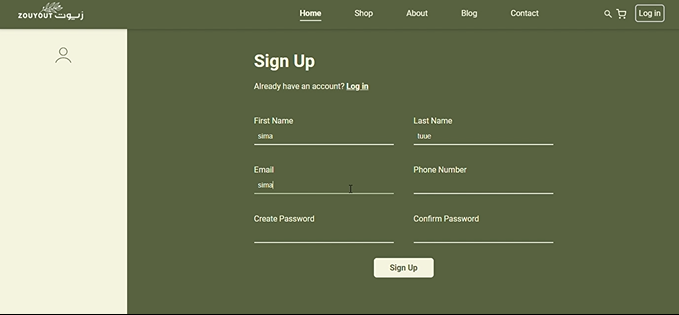 ZOUYOUT زيوت
Home Shop About Blog Contact Log in
Sign Up
Already have an account? Log in
First Name Last Name
sima tuue
Email Phone Number
sima
Create Password Confirm Password
Sign Up